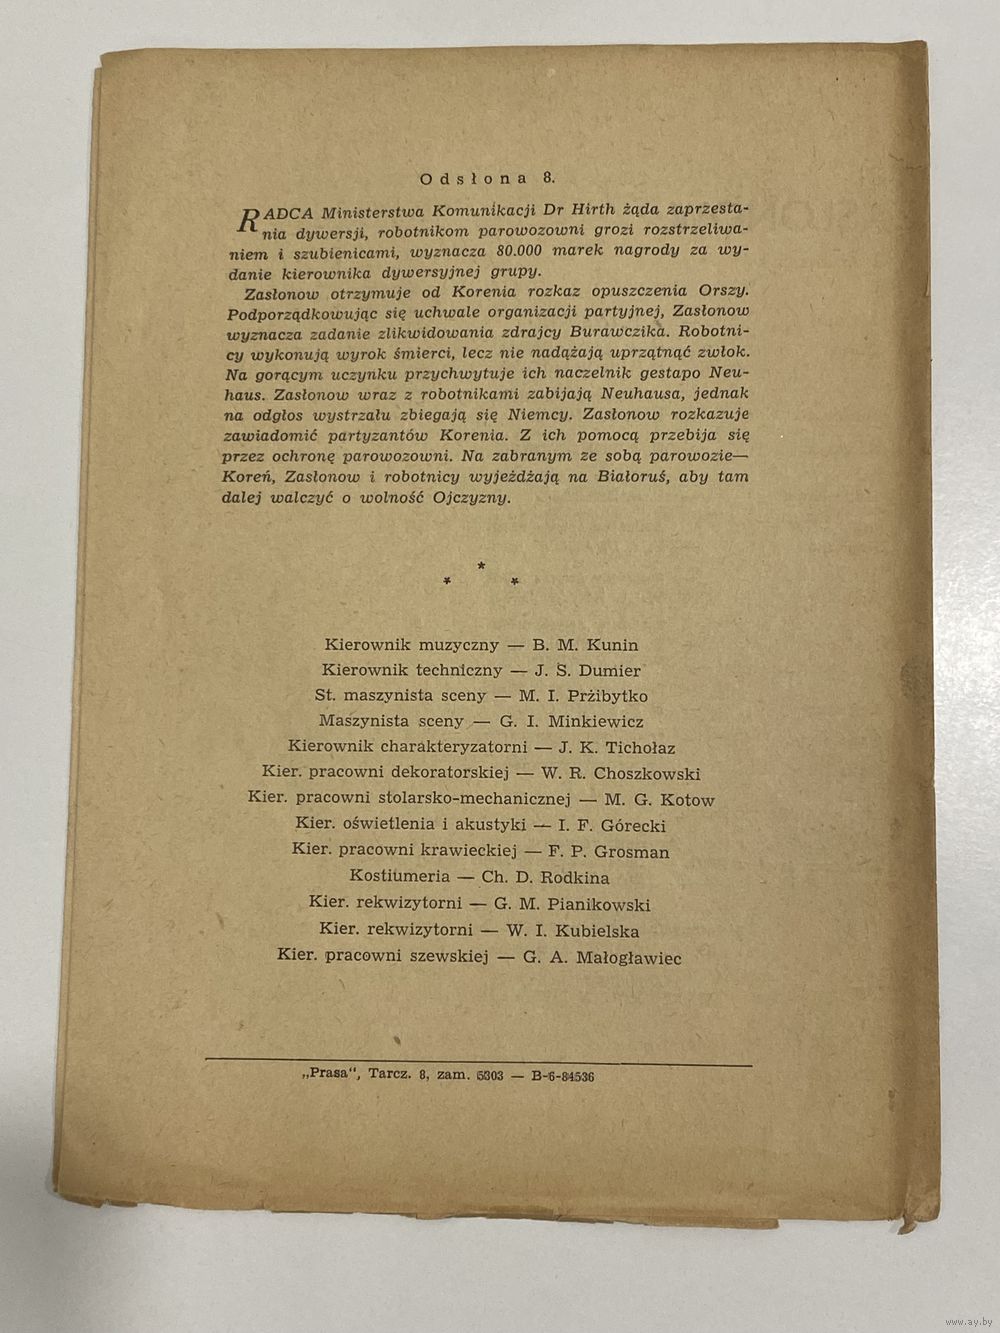 Odsłona 8.
RADCA Ministerstwa Komunikacji Dr Hirth żąda zaprzesta-
nia dywersji, robotnikom parowozowni grozi rozstrzeliwa-
niem i szubienicami, wyznacza 80.000 marek nagrody za wy-
danie kierownika dywersyjnej grupy.
Zasłonow otrzymuje od Korenia rozkaz opuszczenia Orszy.
Podporządkowując się uchwale organizacji partyjnej, Zasłonow
wyznacza zadanie zlikwidowania zdrajcy Burawczika. Robotni-
cy wykonują wyrok śmierci, lecz nie nadążają uprzątnąć zwłok.
Na gorącym uczynku przychwytuje ich naczelnik gestapo Neu-
haus. Zasłonow wraz z robotnikami zabijają Neuhausa, jednak
na odgłos wystrzału zbiegają się Niemcy. Zasłonow rozkazuje
zawiadomić partyzantów Korenia. Z ich pomocą przebija się
przez ochronę parowozowni. Na zabranym ze sobą parowozie—
Koreń, Zasłonow i robotnicy wyjeżdżają na Białoruś, aby tam
dalej walczyć o wolność Ojczyzny.
*
* *
Kierownik muzyczny — B. M. Kunin
Kierownik techniczny — J. S. Dumier
St. maszynista sceny — M. I. Prżibytko
Maszynista sceny — G. I. Minkiewicz
Kierownik charakteryzatorni — J. K. Tichołaz
Kier. pracowni dekoratorskiej — W. R. Choszkowski
Kier. pracowni stolarsko-mechanicznej — M. G. Kotow
Kier. oświetlenia i akustyki — I. F. Górecki
Kier. pracowni krawieckiej — F. P. Grosman
Kostiumeria — Ch. D. Rodkina
Kier. rekwizytorni — G. M. Pianikowski
Kier. rekwizytorni — W. I. Kubielska
Kier. pracowni szewskiej — G. A. Małogławiec
„Prasa“, Tarcz. 8, zam. 5303 — B-6-84536
www.ay.by